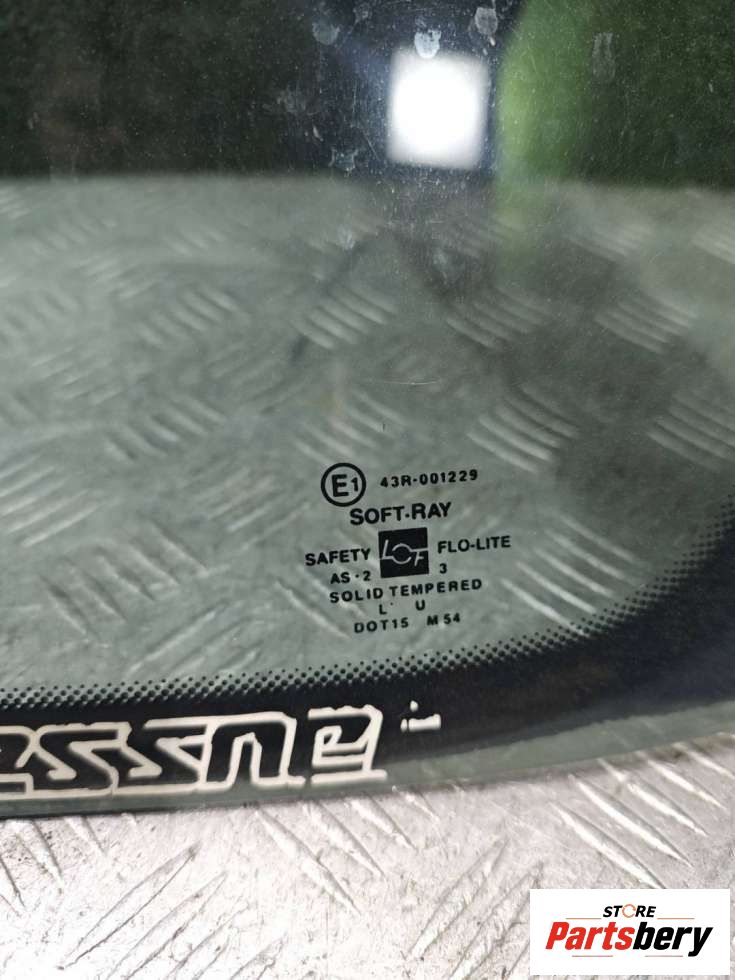 E1 43R-001229
SOFT-RAY
SAFETY LOF FLO-LITE
AS-2 3
SOLID TEMPERED
L U
DOT15 M54
STORE
Partsbery